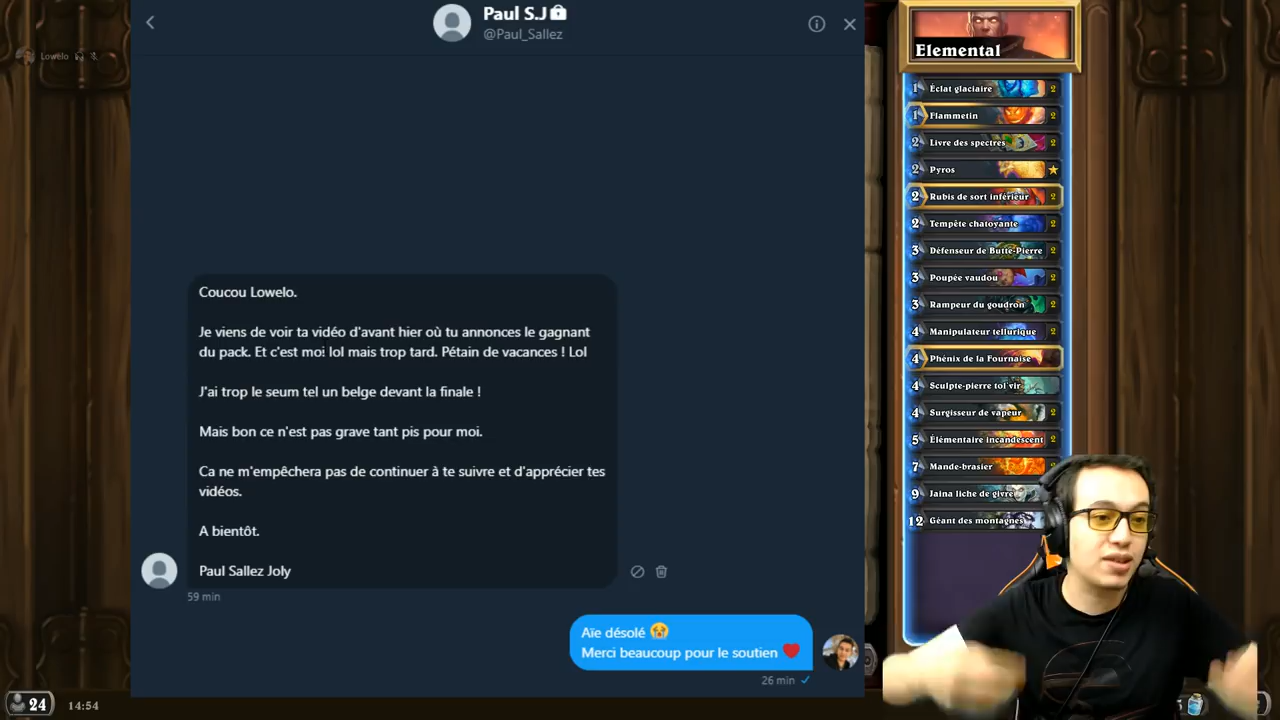 Lowelo
Paul S.J
@Paul_Sallez
Coucou Lowelo.
Je viens de voir ta vidéo d'avant hier où tu annonces le gagnant
du pack. Et c'est moi lol mais trop tard. Pétain de vacances ! Lol
J'ai trop le seum tel un belge devant la finale !
Mais bon ce n'est pas grave tant pis pour moi.
Ca ne m'empêchera pas de continuer à te suivre et d'apprécier tes
vidéos.
A bientôt.
Paul Sallez Joly
59 min
Aïe désolé 😭
Merci beaucoup pour le soutien ❤️
26 min
24
14:54
Elemental
1 Éclat glaciaire 2
1 Flammetin 2
2 Livre des spectres 2
2 Pyros
2 Rubis de sort inférieur 2
2 Tempête chatoyante 2
3 Défenseur de Butte-Pierre 2
3 Poupée vaudou 2
3 Rampeur du goudron 2
4 Manipulateur tellurique 2
4 Phénix de la Fournaise
4 Sculpte-pierre tol'vir
4 Surgisseur de vapeur 2
5 Élémentaire incandescent 2
7 Mande-brasier 2
9 Jaina liche de givre
12 Géant des montagnes